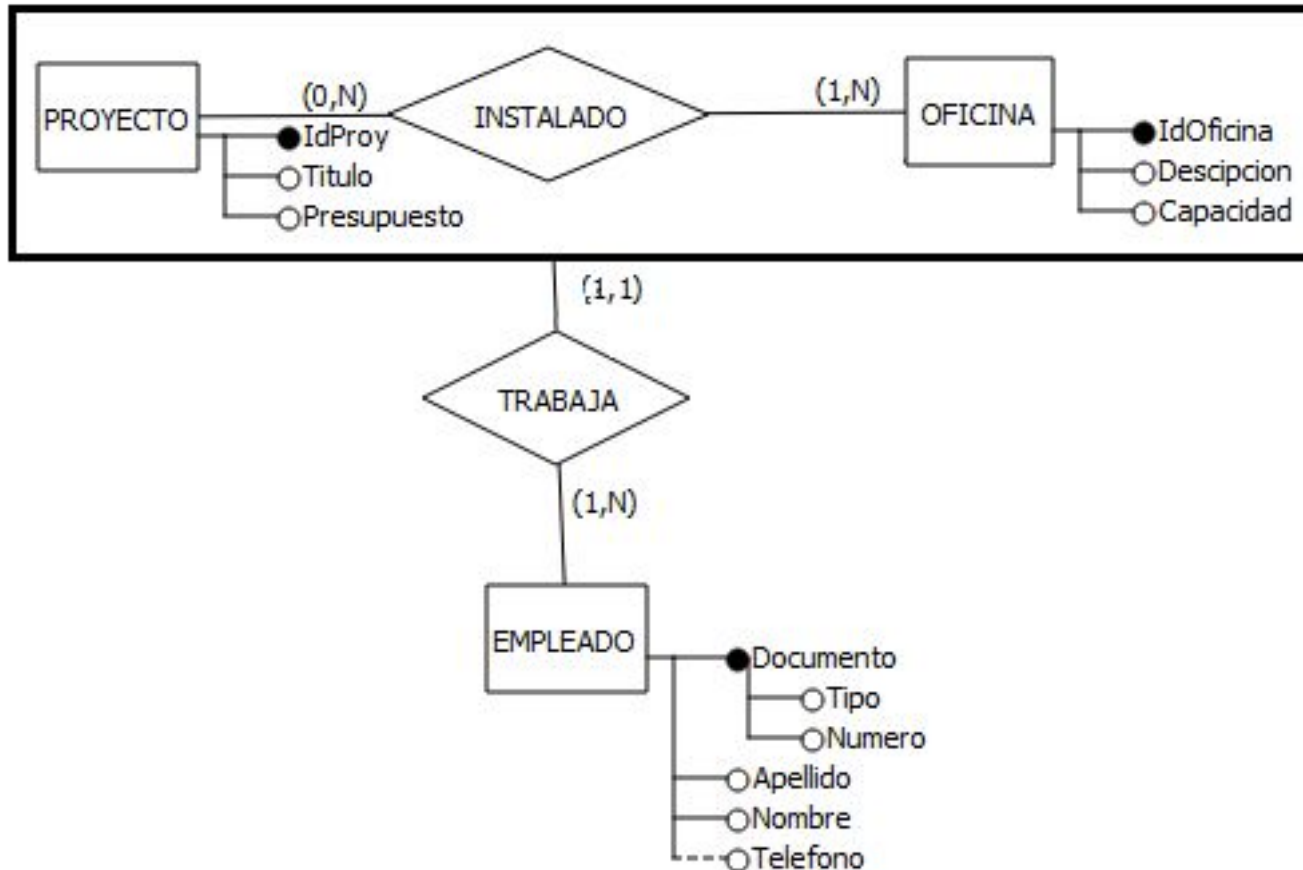 PROYECTO
(0,N)
INSTALADO
(1,N)
OFICINA
IdProy
Titulo
Presupuesto
IdOficina
Descipcion
Capacidad
(1,1)
TRABAJA
(1,N)
EMPLEADO
Documento
Tipo
Numero
Apellido
Nombre
Telefono